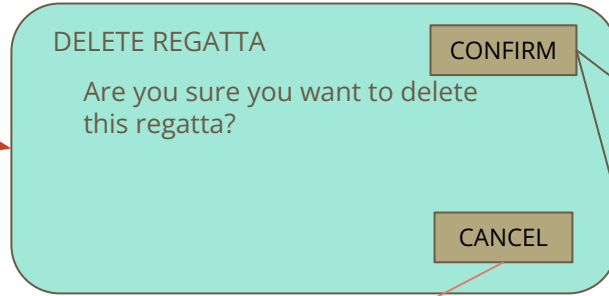 DELETE REGATTA
CONFIRM
Are you sure you want to delete
this regatta?
CANCEL